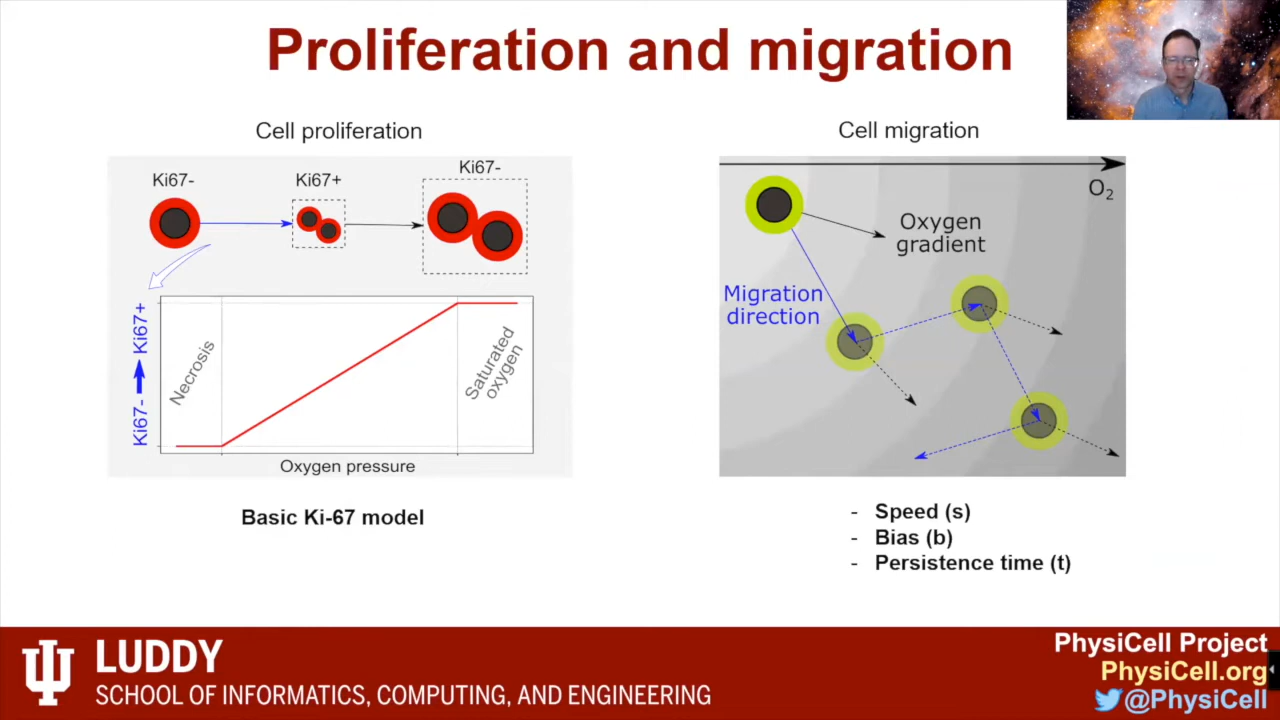 Proliferation and migration
Cell proliferation
Ki67-
Ki67+
Ki67-
Ki67- Ki67+
Necrosis
Saturated
oxygen
Oxygen pressure
Basic Ki-67 model
Cell migration
O2
Oxygen
gradient
Migration
direction
- Speed (s)
- Bias (b)
- Persistence time (t)
LUDDY
SCHOOL OF INFORMATICS, COMPUTING, AND ENGINEERING
PhysiCell Project
PhysiCell.org
@PhysiCell